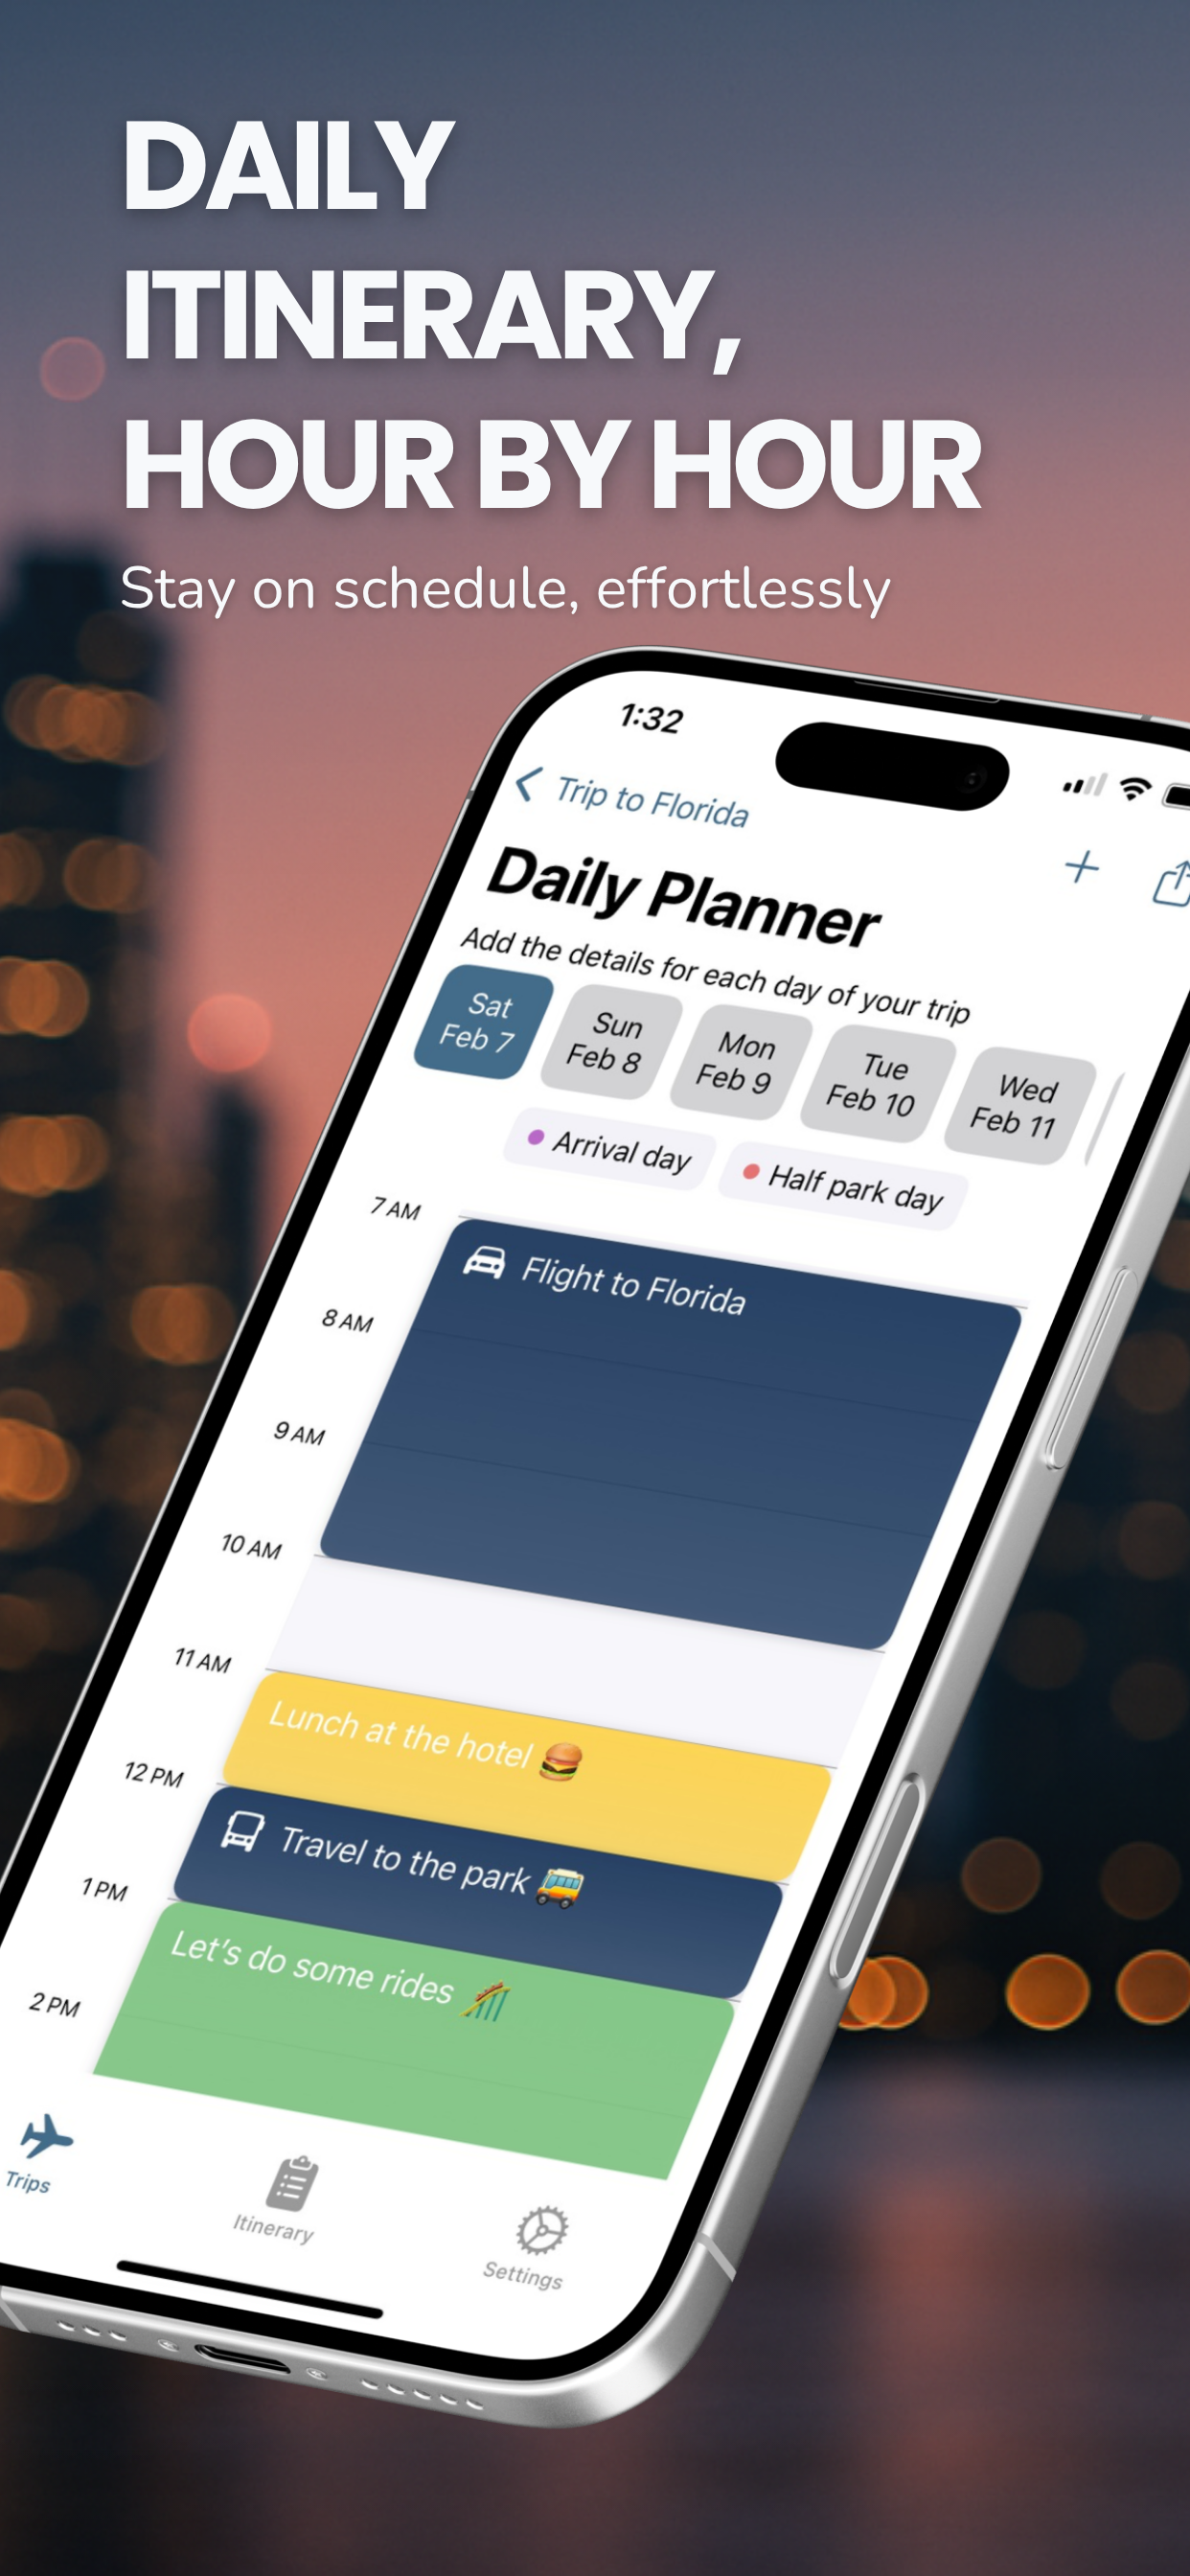 DAILY
ITINERARY,
HOUR BY HOUR
Stay on schedule, effortlessly
1:32
Trip to Florida
Daily Planner
Add the details for each day of your trip
Sat
Feb 7
Sun
Feb 8
Mon
Feb 9
Tue
Feb 10
Wed
Feb 11
Arrival day
Half park day
7 AM
Flight to Florida
8 AM
9 AM
10 AM
11 AM
Lunch at the hotel 🍔
12 PM
Travel to the park 🚌
1 PM
Let's do some rides 🎢
2 PM
Trips
Itinerary
Settings